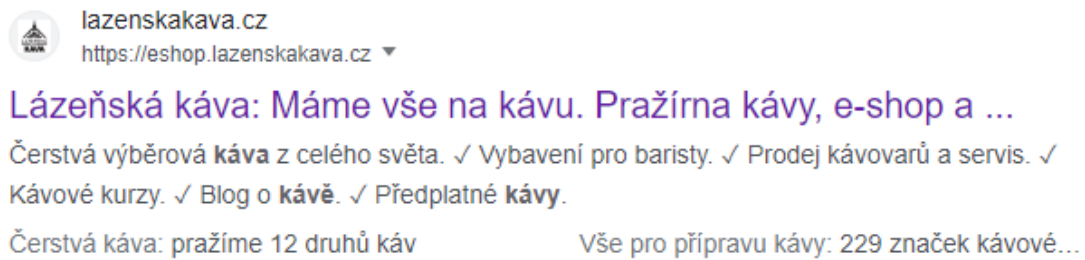 lazenskakava.cz
https://eshop.lazenskakava.cz
Lázeňská káva: Máme vše na kávu. Pražírna kávy, e-shop a ...
Čerstvá výběrová káva z celého světa. ✓ Vybavení pro baristy. ✓ Prodej kávovarů a servis. ✓
Kávové kurzy. ✓ Blog o kávě. ✓ Předplatné kávy.
Čerstvá káva: pražíme 12 druhů káv Vše pro přípravu kávy: 229 značek kávové...